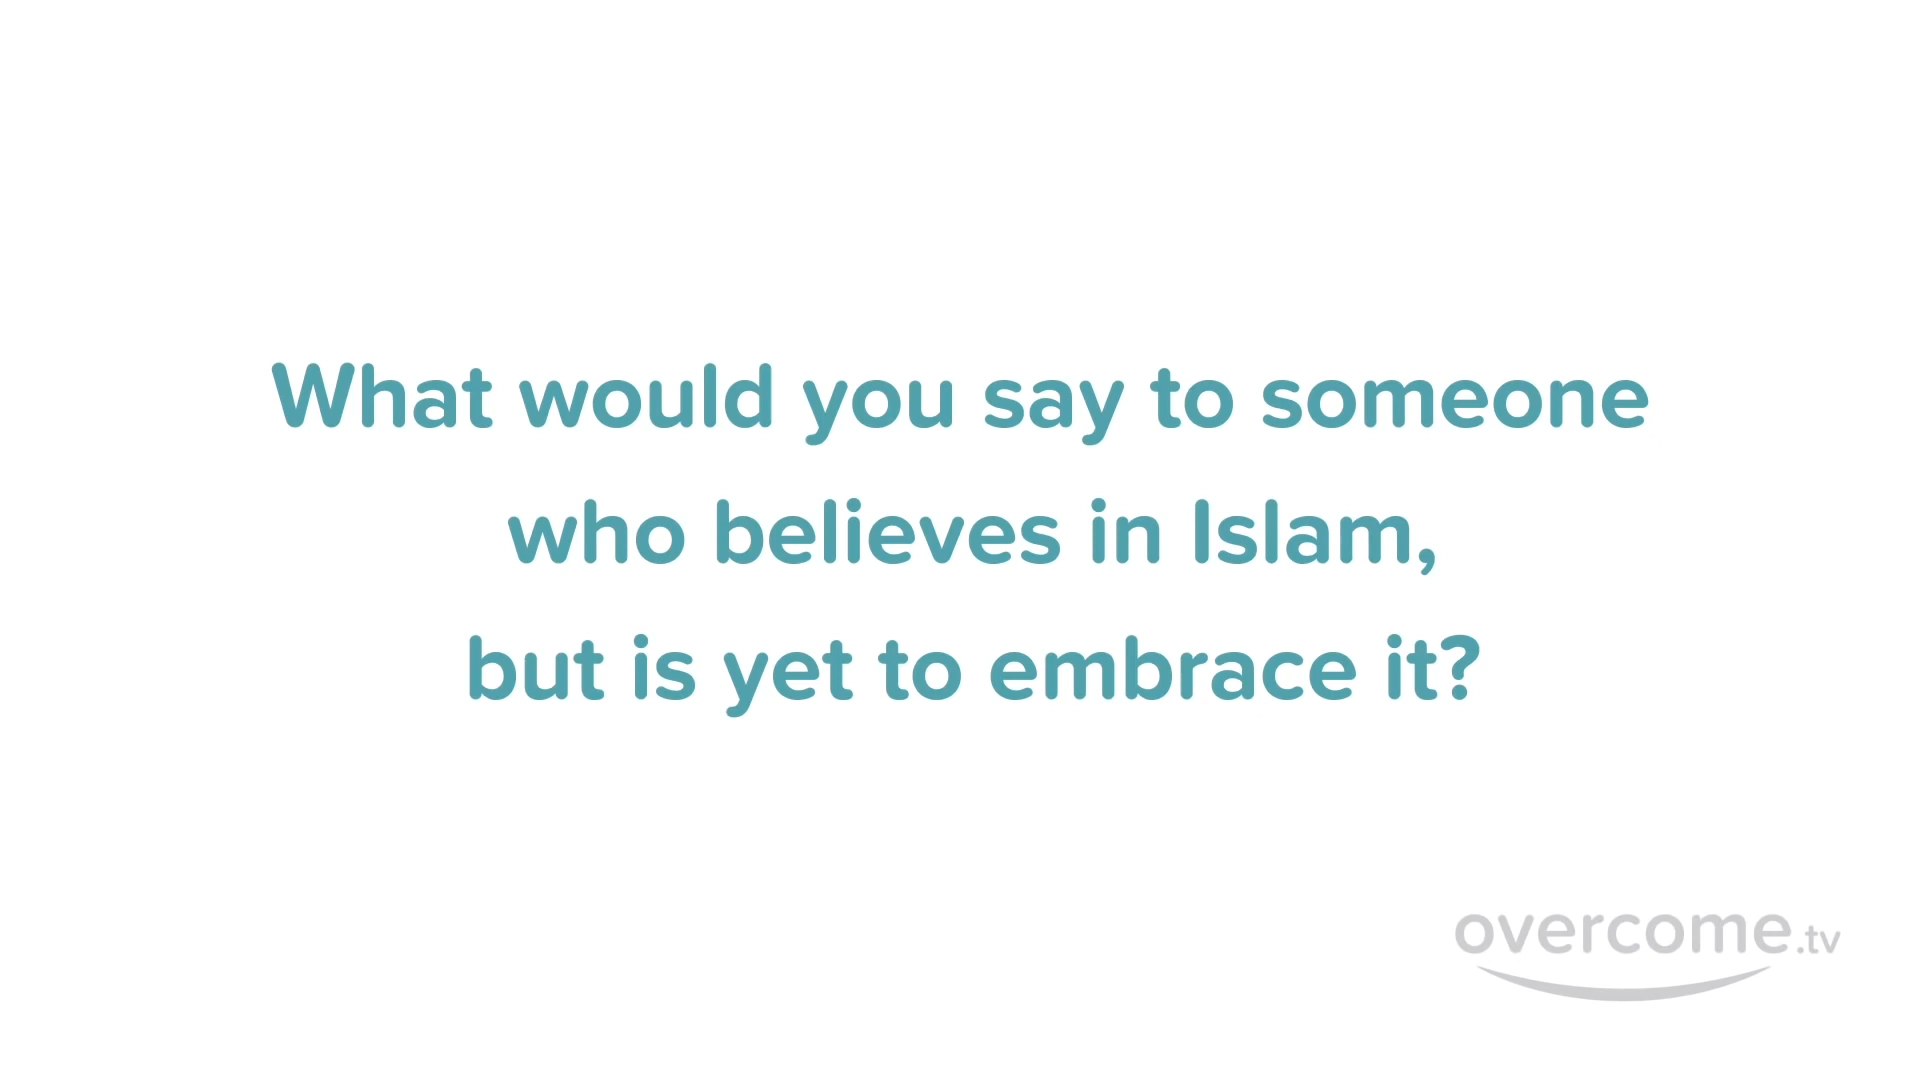 What would you say to someone
who believes in Islam,
but is yet to embrace it?
overcome.tv